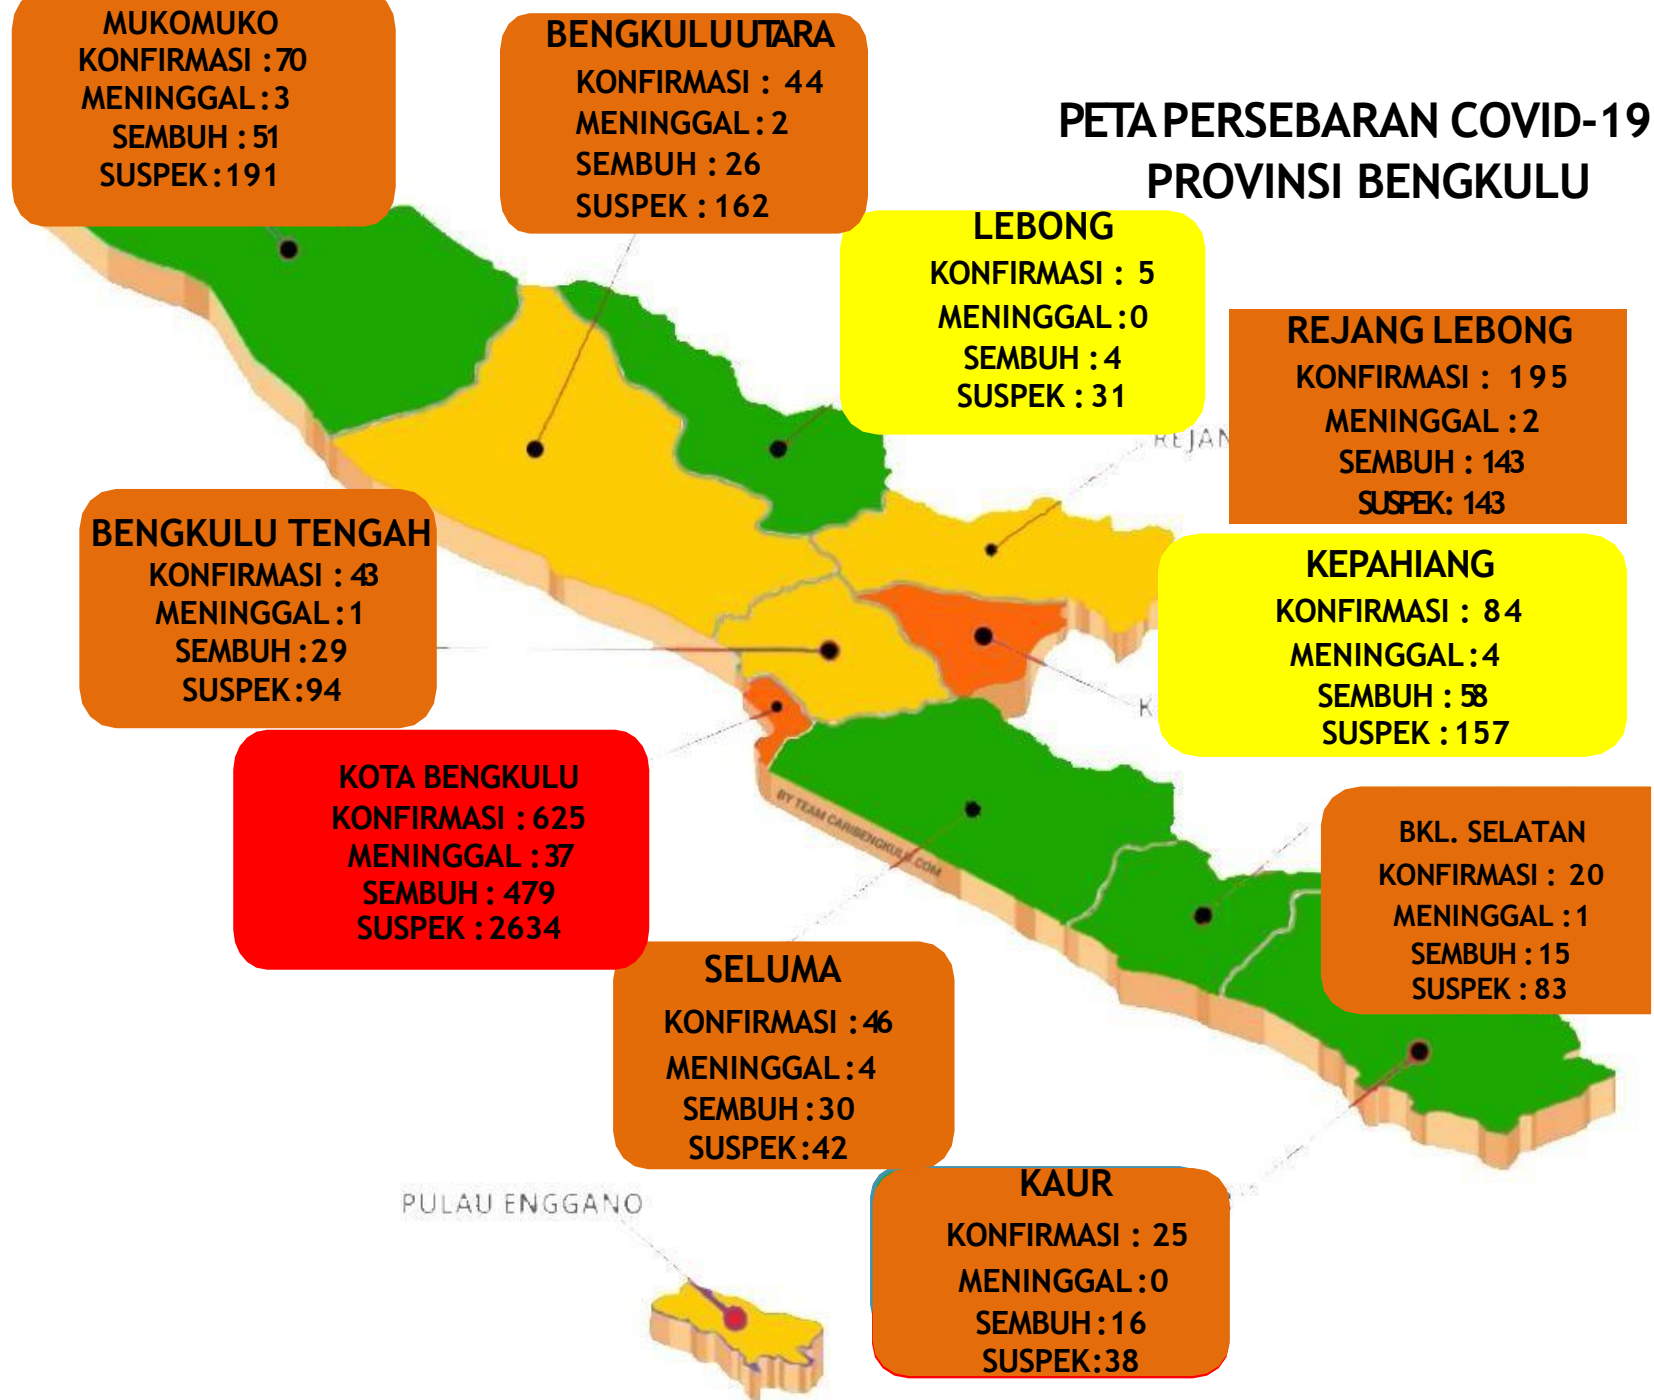 MUKOMUKO
KONFIRMASI : 70
MENINGGAL : 3
SEMBUH : 51
SUSPEK : 191
BENGKULU UTARA
KONFIRMASI : 44
MENINGGAL : 2
SEMBUH : 26
SUSPEK : 162
PETA PERSEBARAN COVID-19
PROVINSI BENGKULU
LEBONG
KONFIRMASI : 5
MENINGGAL : 0
SEMBUH : 4
SUSPEK : 31
REJANG LEBONG
KONFIRMASI : 195
MENINGGAL : 2
SEMBUH : 143
SUSPEK : 143
REJAN
BENGKULU TENGAH
KONFIRMASI : 43
MENINGGAL : 1
SEMBUH : 29
SUSPEK : 94
KEPAHIANG
KONFIRMASI : 84
MENINGGAL : 4
SEMBUH : 58
SUSPEK : 157
K
KOTA BENGKULU
KONFIRMASI : 625
MENINGGAL : 37
SEMBUH : 479
SUSPEK : 2634
BY TEAM CARIBENGKULU.COM
BKL. SELATAN
KONFIRMASI : 20
MENINGGAL : 1
SEMBUH : 15
SUSPEK : 83
SELUMA
KONFIRMASI : 46
MENINGGAL : 4
SEMBUH : 30
SUSPEK : 42
KAUR
KONFIRMASI : 25
MENINGGAL : 0
SEMBUH : 16
SUSPEK : 38
PULAU ENGGANO